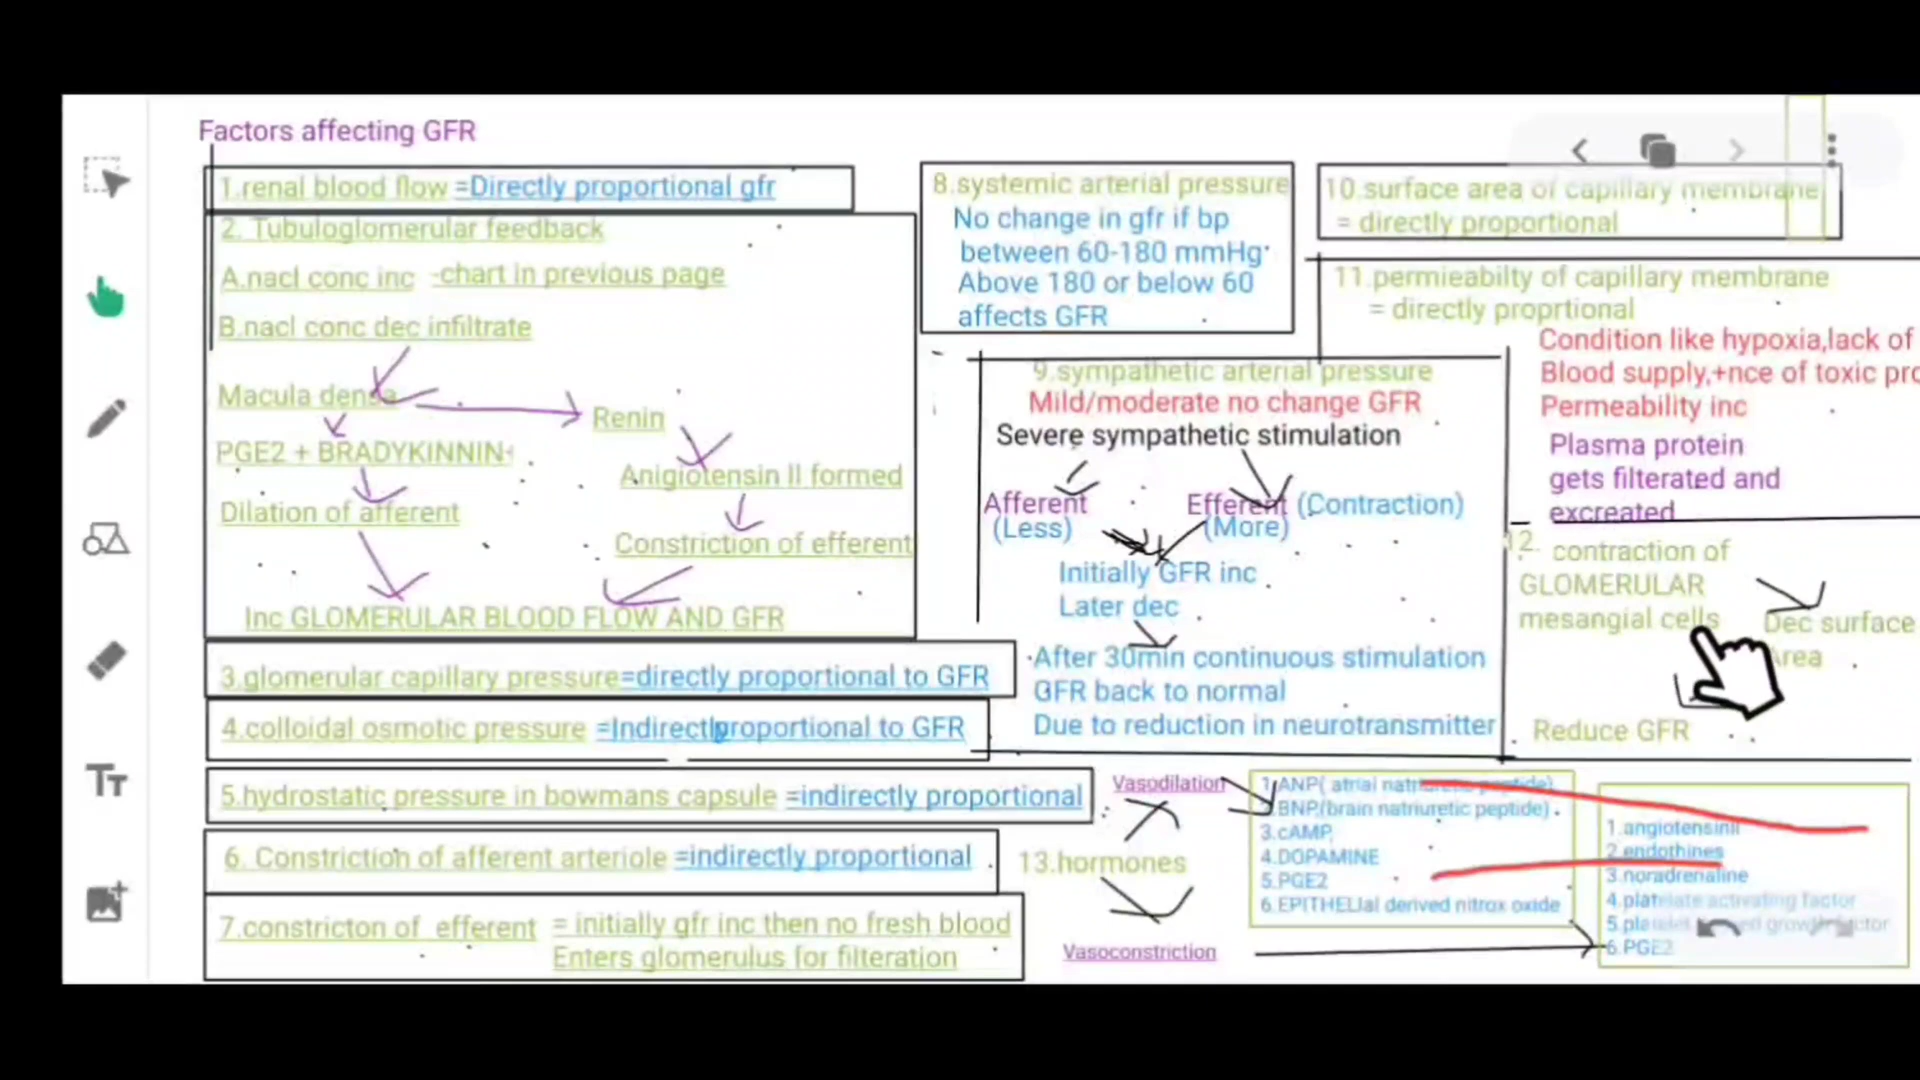 Factors affecting GFR
1.renal blood flow =Directly proportional gfr
2. Tubuloglomerular feedback
A.nacl conc inc -chart in previous page
B.nacl conc dec infiltrate
Macula densa
Renin
PGE2 + BRADYKINNIN
Anigiotensin II formed
Dilation of afferent
Constriction of efferent
Inc GLOMERULAR BLOOD FLOW AND GFR
3.glomerular capillary pressure=directly proportional to GFR
4.colloidal osmotic pressure =Indirectlyproportional to GFR
5.hydrostatic pressure in bowmans capsule =indirectly proportional
6. Constriction of afferent arteriole =indirectly proportional
7.constricton of efferent = initially gfr inc then no fresh blood
Enters glomerulus for filteration
8.systemic arterial pressure
No change in gfr if bp
between 60-180 mmHg
Above 180 or below 60
affects GFR
9.sympathetic arterial pressure
Mild/moderate no change GFR
Severe sympathetic stimulation
Afferent
(Less)
Efferent (Contraction)
(More)
Initially GFR inc
Later dec
After 30min continuous stimulation
GFR back to normal
Due to reduction in neurotransmitter
10.surface area of capillary membrane
= directly proportional
11.permieabilty of capillary membrane
= directly proprtional
Condition like hypoxia,lack of
Blood supply,+nce of toxic pro
Permeability inc
Plasma protein
gets filterated and
excreated
12. contraction of
GLOMERULAR
mesangial cells
Dec surface
Area
Reduce GFR
13.hormones
Vasodilation
1.ANP( atrial natriuretic peptide)
2.BNP,(brain natriuretic peptide)
3.cAMP,
4.DOPAMINE
5.PGE2
6.EPITHELIal derived nitrox oxide
Vasoconstriction
1.angiotensinII
2.endothines
3.noradrenaline
4.platelate activating factor
5. growth factor
6.PGE2
Tт